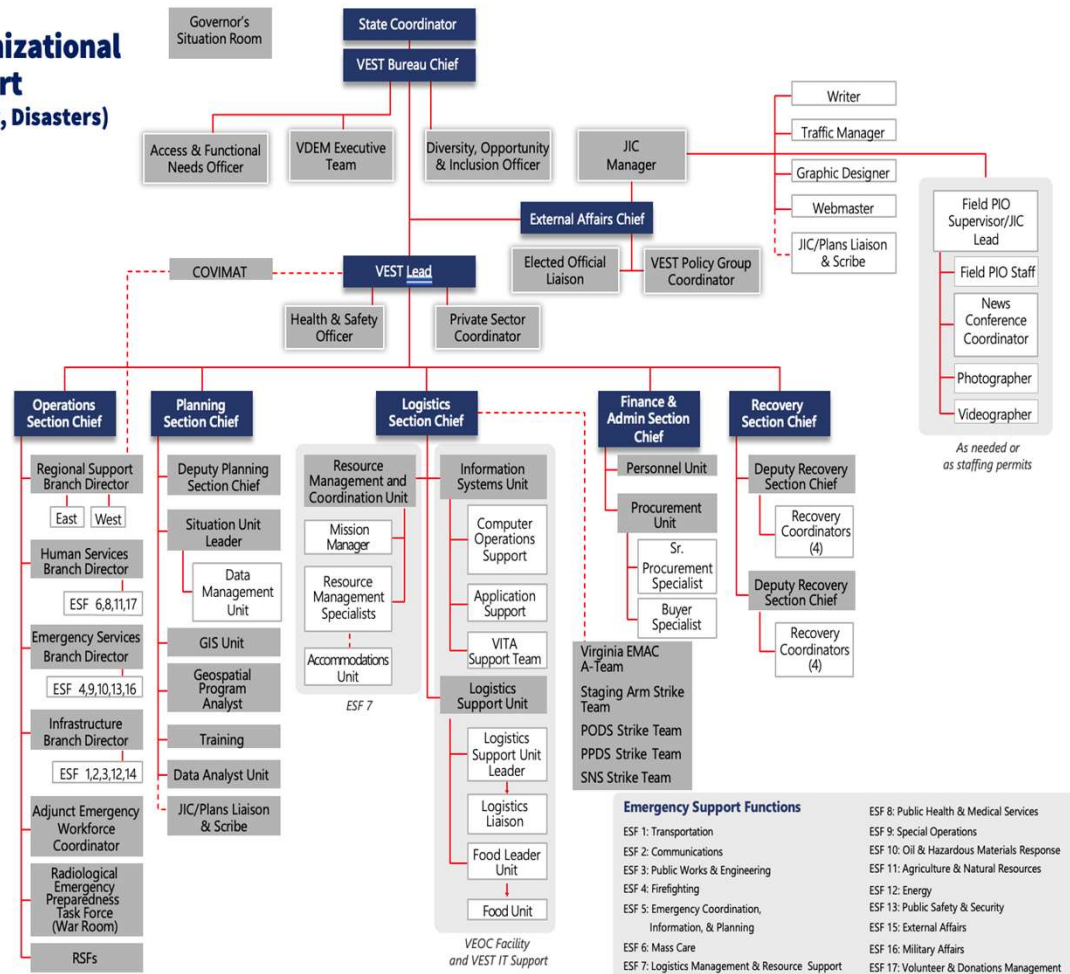 Governor's
Situation Room
State Coordinator
VEST Bureau Chief
nizational
rt
, Disasters)
Access & Functional
Needs Officer
VDEM Executive
Team
Diversity, Opportunity
& Inclusion Officer
JIC
Manager
Writer
Traffic Manager
Graphic Designer
Webmaster
JIC/Plans Liaison
& Scribe
Field PIO
Supervisor/JIC
Lead
Field PIO Staff
News
Conference
Coordinator
Photographer
Videographer
As needed or
as staffing permits
External Affairs Chief
Elected Official
Liaison
VEST Policy Group
Coordinator
COVIMAT
VEST Lead
Health & Safety
Officer
Private Sector
Coordinator
Operations
Section Chief
Regional Support
Branch Director
East
West
Human Services
Branch Director
ESF 6,8,11,17
Emergency Services
Branch Director
ESF 4,9,10,13,16
Infrastructure
Branch Director
ESF 1,2,3,12,14
Adjunct Emergency
Workforce
Coordinator
Radiological
Emergency
Preparedness
Task Force
(War Room)
RSFs
Planning
Section Chief
Deputy Planning
Section Chief
Situation Unit
Leader
Data
Management
Unit
GIS Unit
Geospatial
Program
Analyst
Training
Data Analyst Unit
JIC/Plans Liaison
& Scribe
Logistics
Section Chief
Resource
Management and
Coordination Unit
Mission
Manager
Resource
Management
Specialists
Accommodations
Unit
ESF 7
Information
Systems Unit
Computer
Operations
Support
Application
Support
VITA
Support Team
Logistics
Support Unit
Logistics
Support Unit
Leader
Logistics
Liaison
Food Leader
Unit
Food Unit
VEOC Facility
and VEST IT Support
Finance &
Admin Section
Chief
Personnel Unit
Procurement
Unit
Sr.
Procurement
Specialist
Buyer
Specialist
Virginia EMAC
A-Team
Staging Arm Strike
Team
PODS Strike Team
PPDS Strike Team
SNS Strike Team
Recovery
Section Chief
Deputy Recovery
Section Chief
Recovery
Coordinators
(4)
Deputy Recovery
Section Chief
Recovery
Coordinators
(4)
Emergency Support Functions
ESF 1: Transportation
ESF 2: Communications
ESF 3: Public Works & Engineering
ESF 4: Firefighting
ESF 5: Emergency Coordination,
Information, & Planning
ESF 6: Mass Care
ESF 7: Logistics Management & Resource Support
ESF 8: Public Health & Medical Services
ESF 9: Special Operations
ESF 10: Oil & Hazardous Materials Response
ESF 11: Agriculture & Natural Resources
ESF 12: Energy
ESF 13: Public Safety & Security
ESF 15: External Affairs
ESF 16: Military Affairs
ESF 17: Volunteer & Donations Management